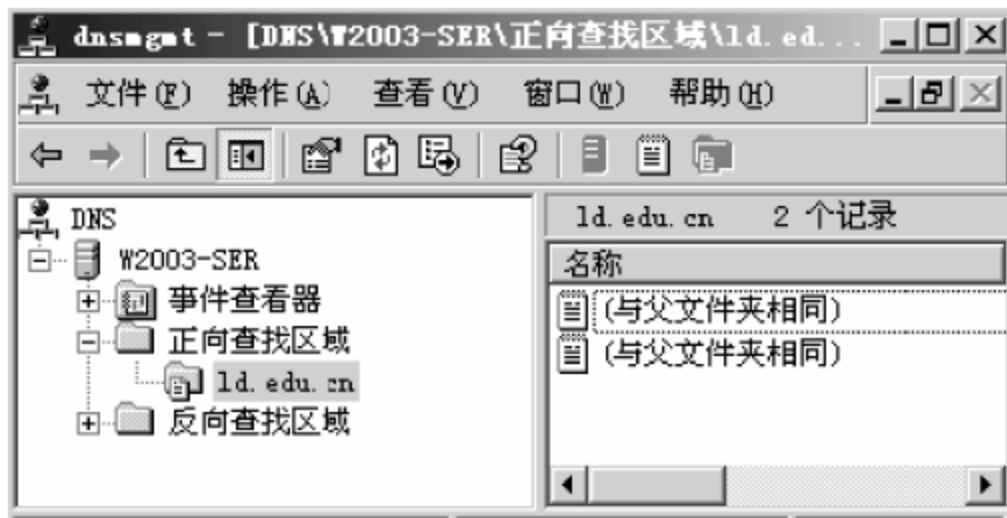 dnsmgmt - [DNS\W2003-SER\正向查找区域\ld.ed...
文件(F) 操作(A) 查看(V) 窗口(W) 帮助(H)
DNS
W2003-SER
事件查看器
正向查找区域
ld.edu.cn
反向查找区域
ld.edu.cn 2 个记录
名称
(与父文件夹相同)
(与父文件夹相同)